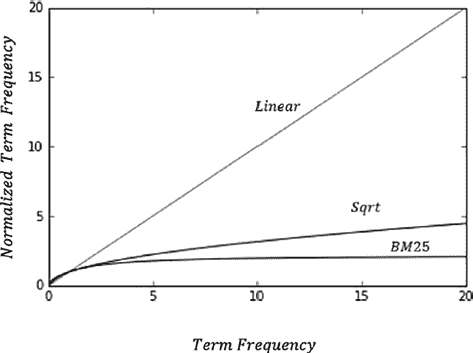 20
15
10
5
0
Normalized Term Frequency
Linear
Sqrt
BM25
0 5 10 15 20
Term Frequency